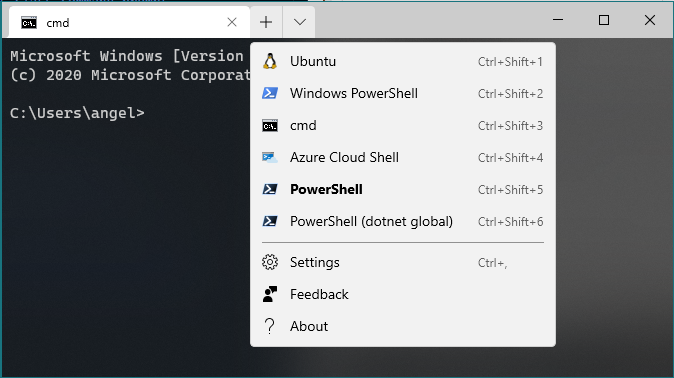 cmd
Microsoft Windows [Version
(c) 2020 Microsoft Corporat
C:\Users\angel>
Ubuntu Ctrl+Shift+1
Windows PowerShell Ctrl+Shift+2
cmd Ctrl+Shift+3
Azure Cloud Shell Ctrl+Shift+4
PowerShell Ctrl+Shift+5
PowerShell (dotnet global) Ctrl+Shift+6
Settings Ctrl+,
Feedback
About